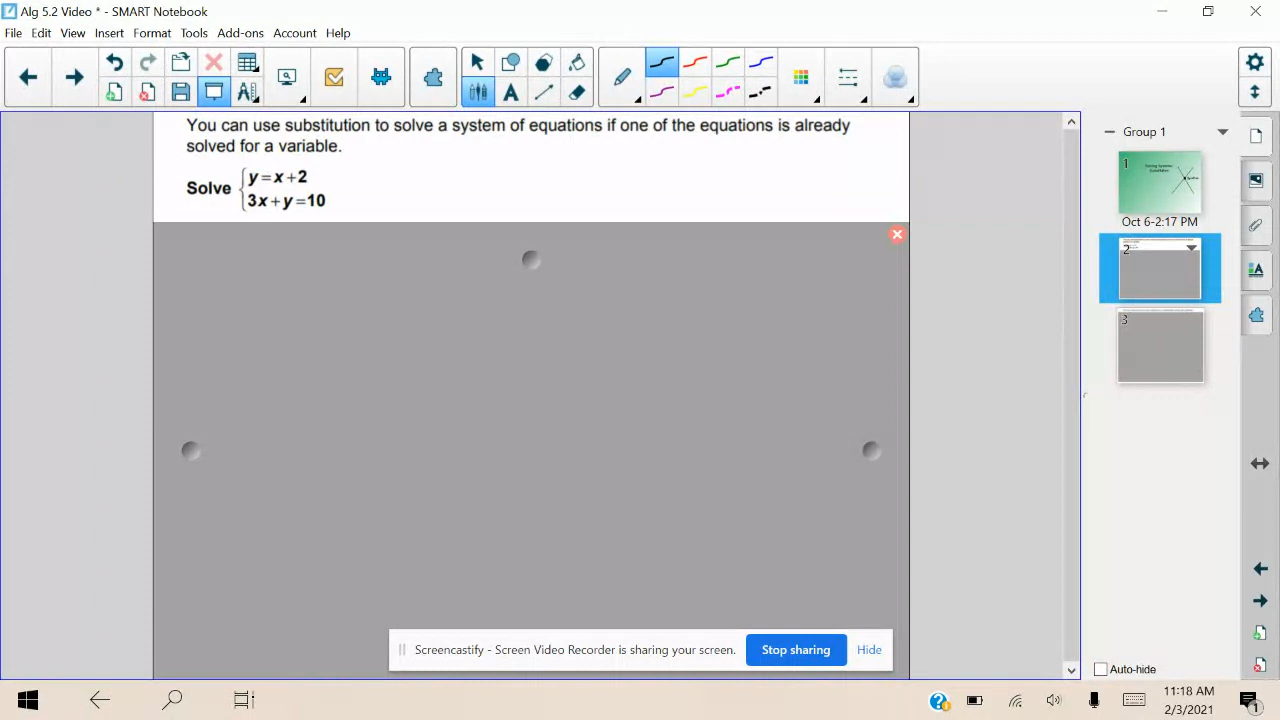 Alg 5.2 Video * - SMART Notebook
File Edit View Insert Format Tools Add-ons Account Help
You can use substitution to solve a system of equations if one of the equations is already
solved for a variable.
Solve { y = x + 2
3x + y = 10
Group 1
1
Oct 6-2:17 PM
2
3
Screencastify - Screen Video Recorder is sharing your screen.
Stop sharing
Hide
Auto-hide
11:18 AM
2/3/2021
1